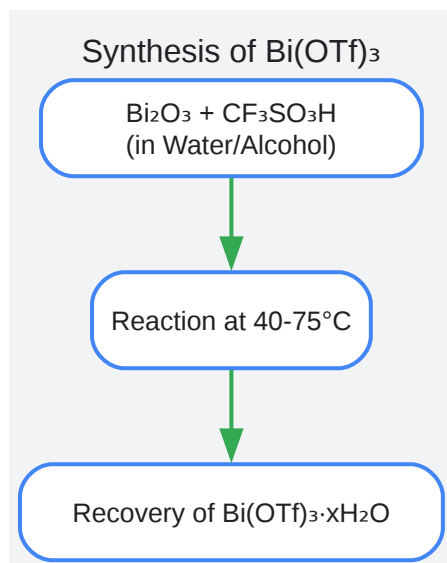 Synthesis of Bi(OTf)₃
Bi₂O₃ + CF₃SO₃H
(in Water/Alcohol)
Reaction at 40-75°C
Recovery of Bi(OTf)₃·xH₂O